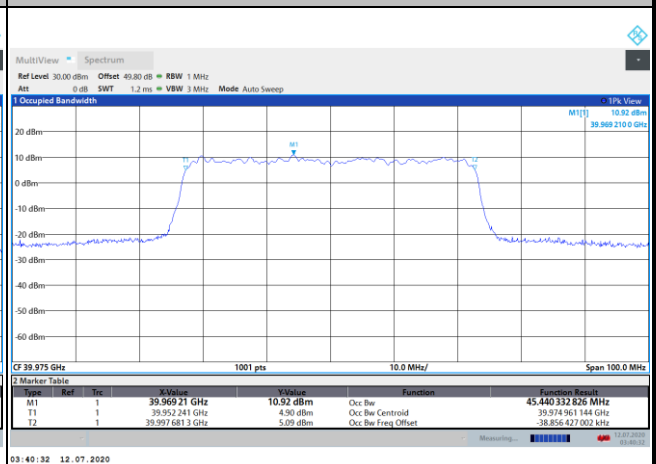 MultiView Spectrum
Ref Level 30.00 dBm Offset 49.80 dB RBW 1 MHz
Att 0 dB SWT 1.2 ms VBW 3 MHz Mode Auto Sweep
1 Occupied Bandwidth 1Pk View
M1[1] 10.92 dBm
39.969 210 0 GHz
20 dBm
M1
10 dBm
T1 T2
0 dBm
-10 dBm
-20 dBm
-30 dBm
-40 dBm
-50 dBm
-60 dBm
CF 39.975 GHz 1001 pts 10.0 MHz/ Span 100.0 MHz
2 Marker Table
Type Ref Trc X-Value Y-Value Function Function Result
M1 1 39.969 21 GHz 10.92 dBm Occ Bw 45.440 332 826 MHz
T1 1 39.952 241 GHz 4.90 dBm Occ Bw Centroid 39.974 961 144 GHz
T2 1 39.997 681 3 GHz 5.09 dBm Occ Bw Freq Offset -38.856 427 002 kHz
Measuring... 12.07.2020
03:40:32
03:40:32 12.07.2020